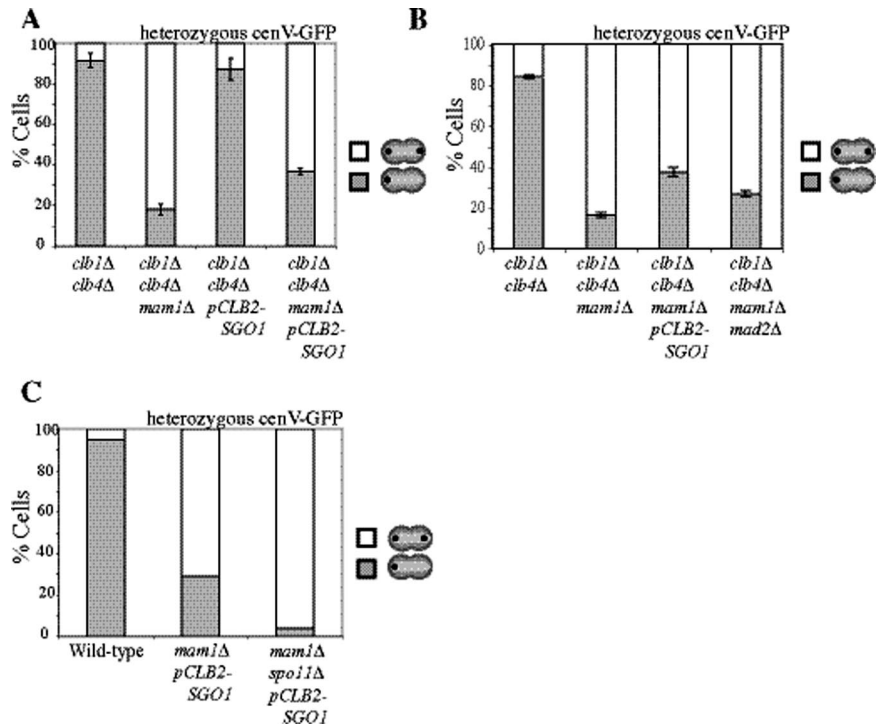 A
heterozygous cenV-GFP
% Cells
100
80
60
40
20
0
clb1Δ
clb4Δ
clb1Δ
clb4Δ
mam1Δ
clb1Δ
clb4Δ
pCLB2-
SGO1
clb1Δ
clb4Δ
mam1Δ
pCLB2-
SGO1
B
heterozygous cenV-GFP
% Cells
100
80
60
40
20
0
clb1Δ
clb4Δ
clb1Δ
clb4Δ
mam1Δ
clb1Δ
clb4Δ
mam1Δ
pCLB2-
SGO1
clb1Δ
clb4Δ
mam1Δ
mad2Δ
C
heterozygous cenV-GFP
% Cells
100
80
60
40
20
0
Wild-type
mam1Δ
pCLB2-
SGO1
mam1Δ
spo11Δ
pCLB2-
SGO1